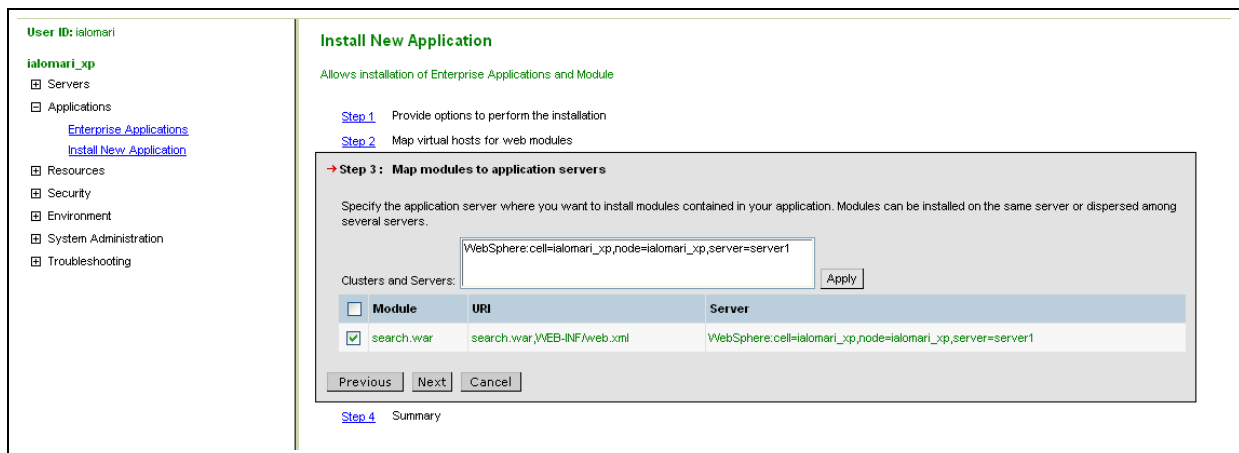 User ID: ialomari
ialomari_xp
Servers
Applications
Enterprise Applications
Install New Application
Resources
Security
Environment
System Administration
Troubleshooting
Install New Application
Allows installation of Enterprise Applications and Module
Step 1 Provide options to perform the installation
Step 2 Map virtual hosts for web modules
Step 3 : Map modules to application servers
Specify the application server where you want to install modules contained in your application. Modules can be installed on the same server or dispersed among
several servers.
WebSphere:cell=ialomari_xp,node=ialomari_xp,server=server1
Clusters and Servers: Apply
Module URI Server
search.war search.war,WEB-INF/web.xml WebSphere:cell=ialomari_xp,node=ialomari_xp,server=server1
Previous Next Cancel
Step 4 Summary